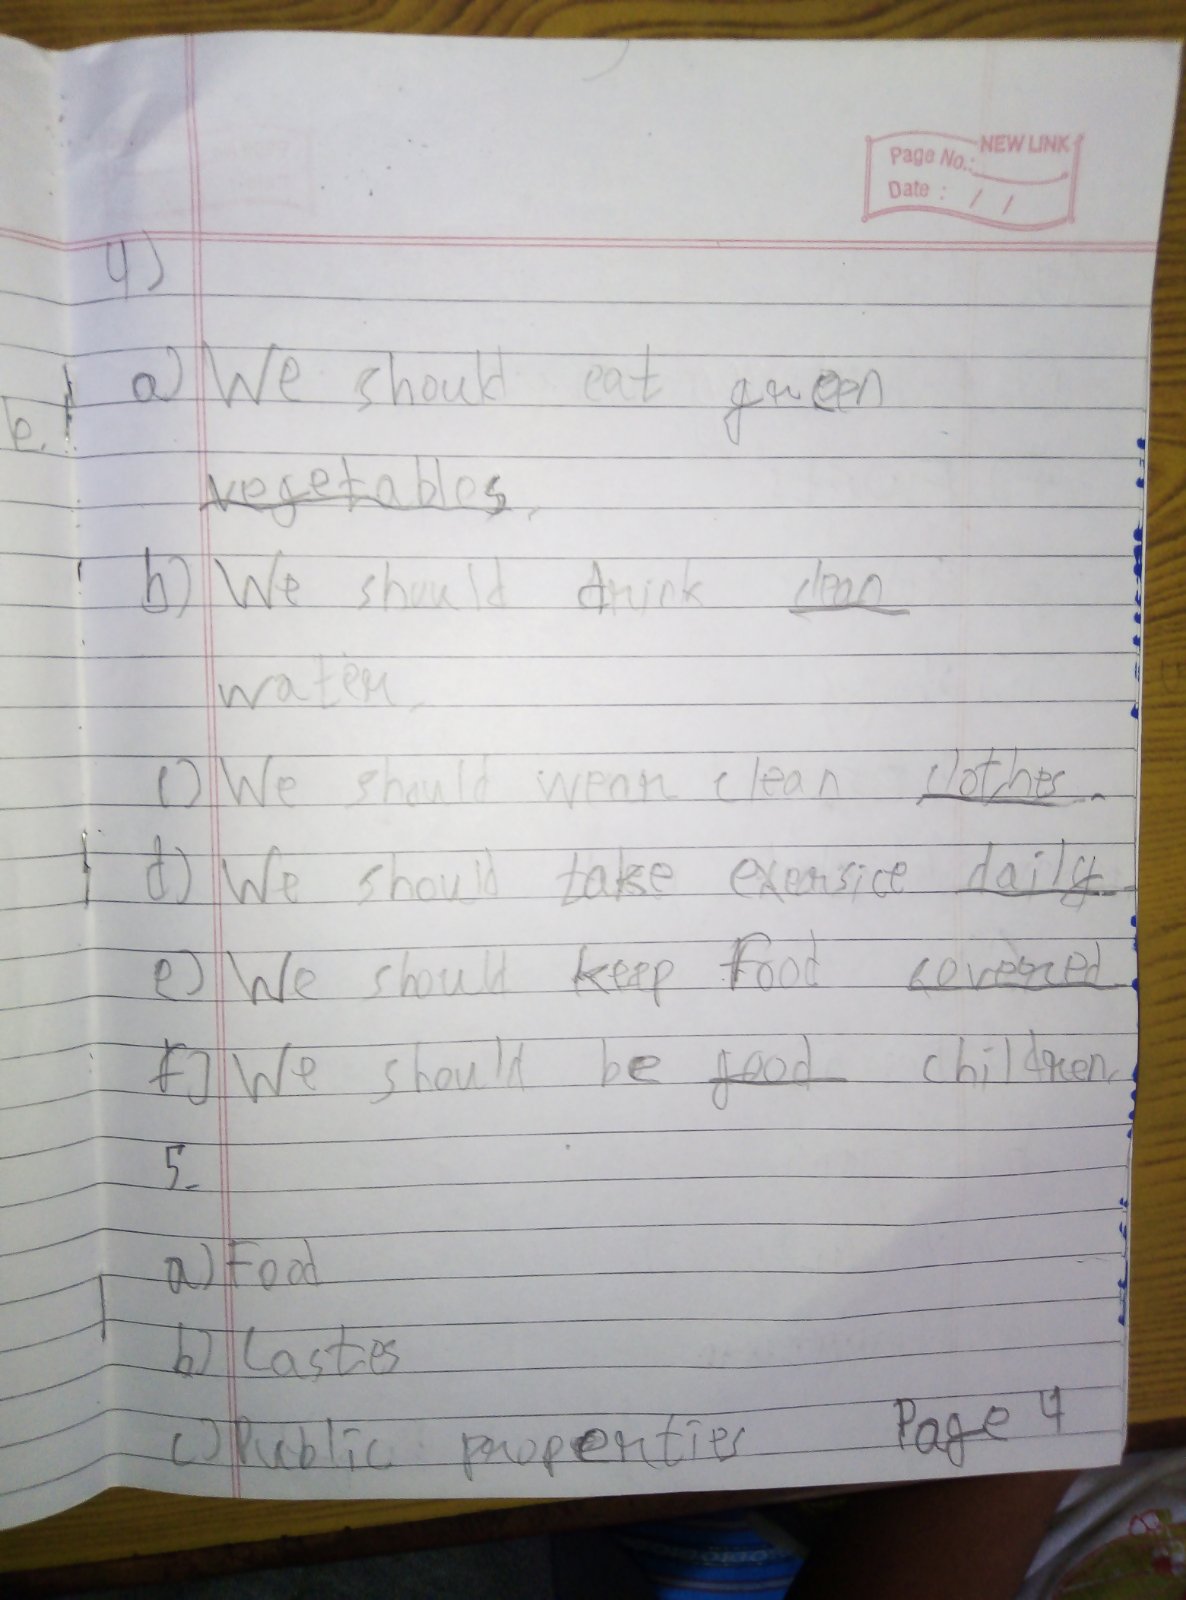 NEW LINK
Page No.:
Date : / /
4)
a) We should eat green
vegetables.
b) We should drink clean
water.
c) We should wear clean clothes.
d) We should take exersice daily
e) We should keep Food covered
f) We should be good children.
5.
a) Food
b) Casties
c) Public properties
Page 4